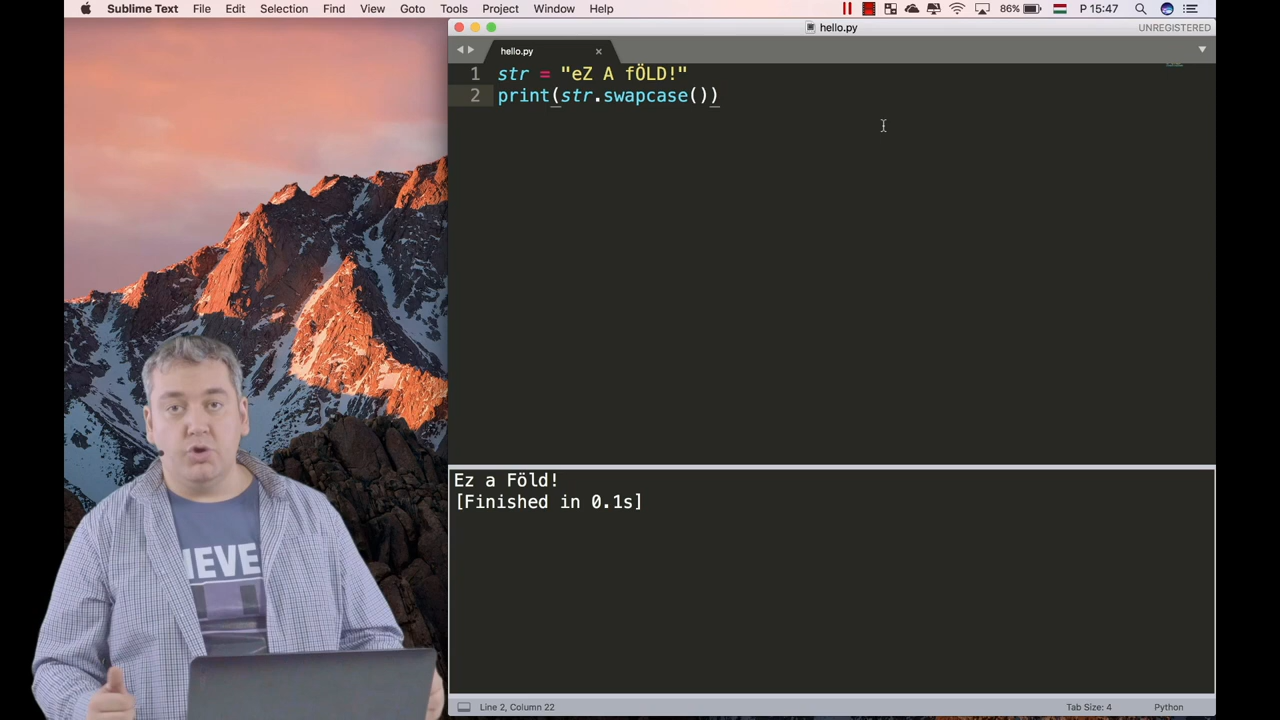 Sublime Text File Edit Selection Find View Goto Tools Project Window Help 86% P 15:47
hello.py UNREGISTERED
hello.py
1 str = "eZ A fÖLD!"
2 print(str.swapcase())
Ez a Föld!
[Finished in 0.1s]
IEVE
Line 2, Column 22 Tab Size: 4 Python